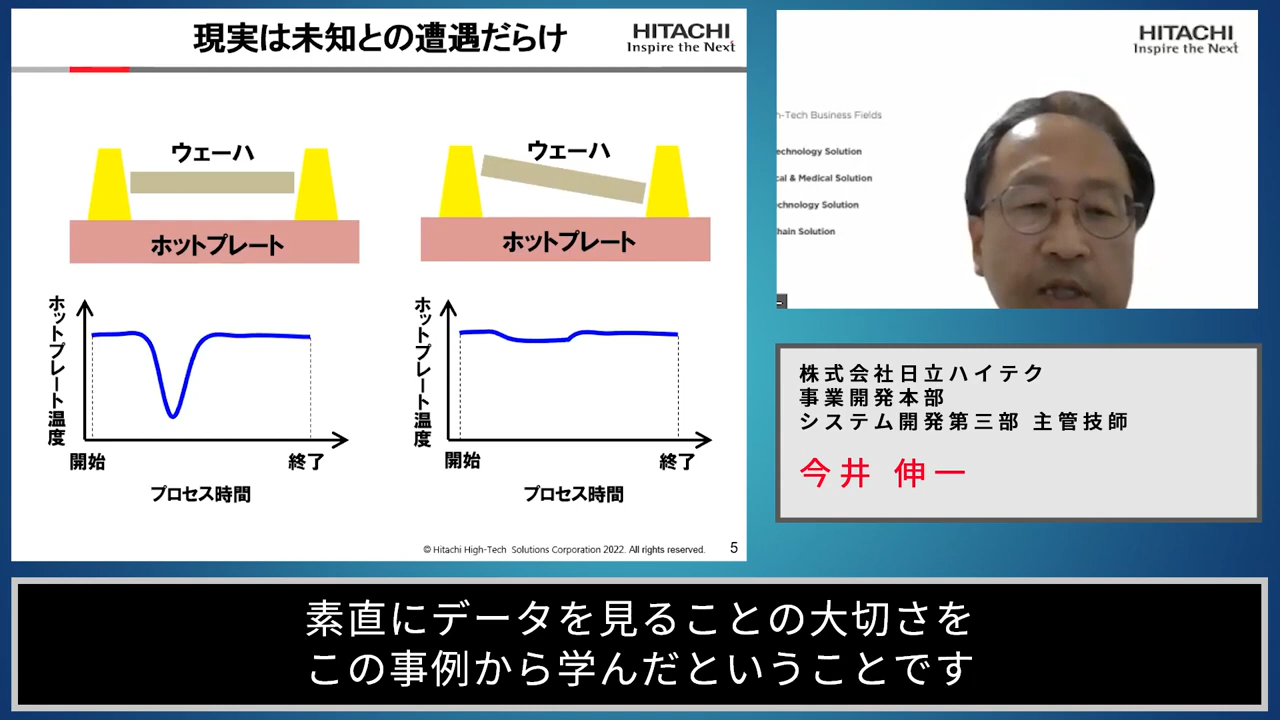 現実は未知との遭遇だらけ
HITACHI
Inspire the Next
ウェーハ
ホットプレート
ホットプレート温度
開始
終了
プロセス時間
ウェーハ
ホットプレート
ホットプレート温度
開始
終了
プロセス時間
© Hitachi High-Tech Solutions Corporation 2022. All rights reserved.
5
HITACHI
Inspire the Next
-Tech Business Fields
echnology Solution
al & Medical Solution
chnology Solution
hain Solution
株式会社日立ハイテク
事業開発本部
システム開発第三部 主管技師
今井 伸一
素直にデータを見ることの大切さを
この事例から学んだということです